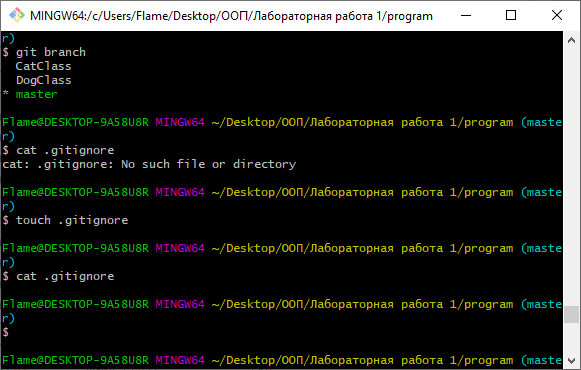 MINGW64:/c/Users/Flame/Desktop/ООП/Лабораторная работа 1/program
r)
$ git branch
  CatClass
  DogClass
* master
Flame@DESKTOP-9A58U8R MINGW64 ~/Desktop/ООП/Лабораторная работа 1/program (maste
r)
$ cat .gitignore
cat: .gitignore: No such file or directory
Flame@DESKTOP-9A58U8R MINGW64 ~/Desktop/ООП/Лабораторная работа 1/program (maste
r)
$ touch .gitignore
Flame@DESKTOP-9A58U8R MINGW64 ~/Desktop/ООП/Лабораторная работа 1/program (maste
r)
$ cat .gitignore
Flame@DESKTOP-9A58U8R MINGW64 ~/Desktop/ООП/Лабораторная работа 1/program (maste
r)
$
Flame@DESKTOP-9A58U8R MINGW64 ~/Desktop/ООП/Лабораторная работа 1/program (maste